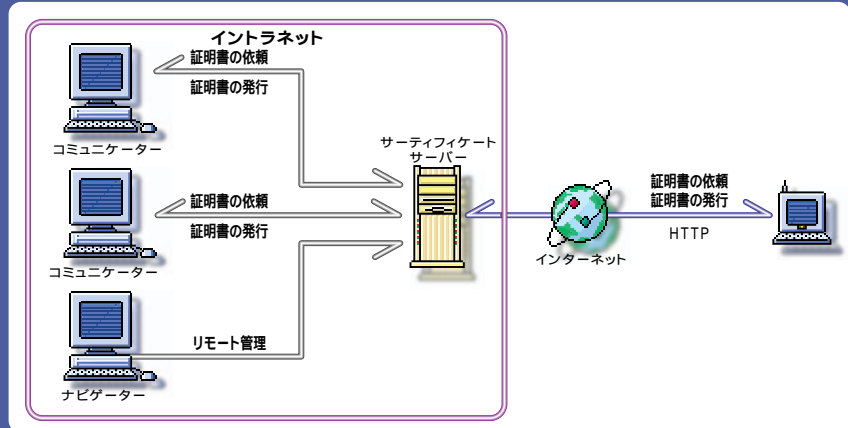 イントラネット
証明書の依頼
証明書の発行
コミュニケーター
サーティフィケート
サーバー
証明書の依頼
証明書の発行
コミュニケーター
リモート管理
ナビゲーター
インターネット
証明書の依頼
証明書の発行
HTTP